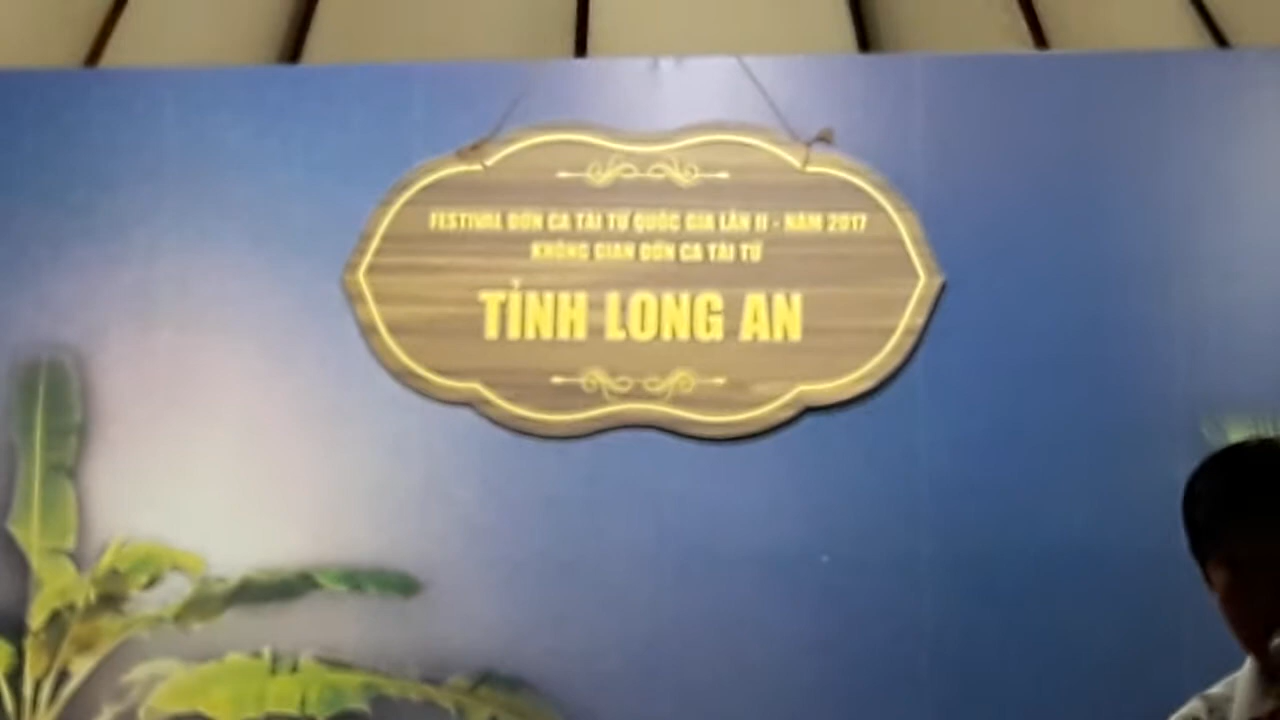 FESTIVAL ĐỜN CA TÀI TỬ QUỐC GIA LẦN II - NĂM 2017
KHÔNG GIAN ĐỜN CA TÀI TỬ
TỈNH LONG AN